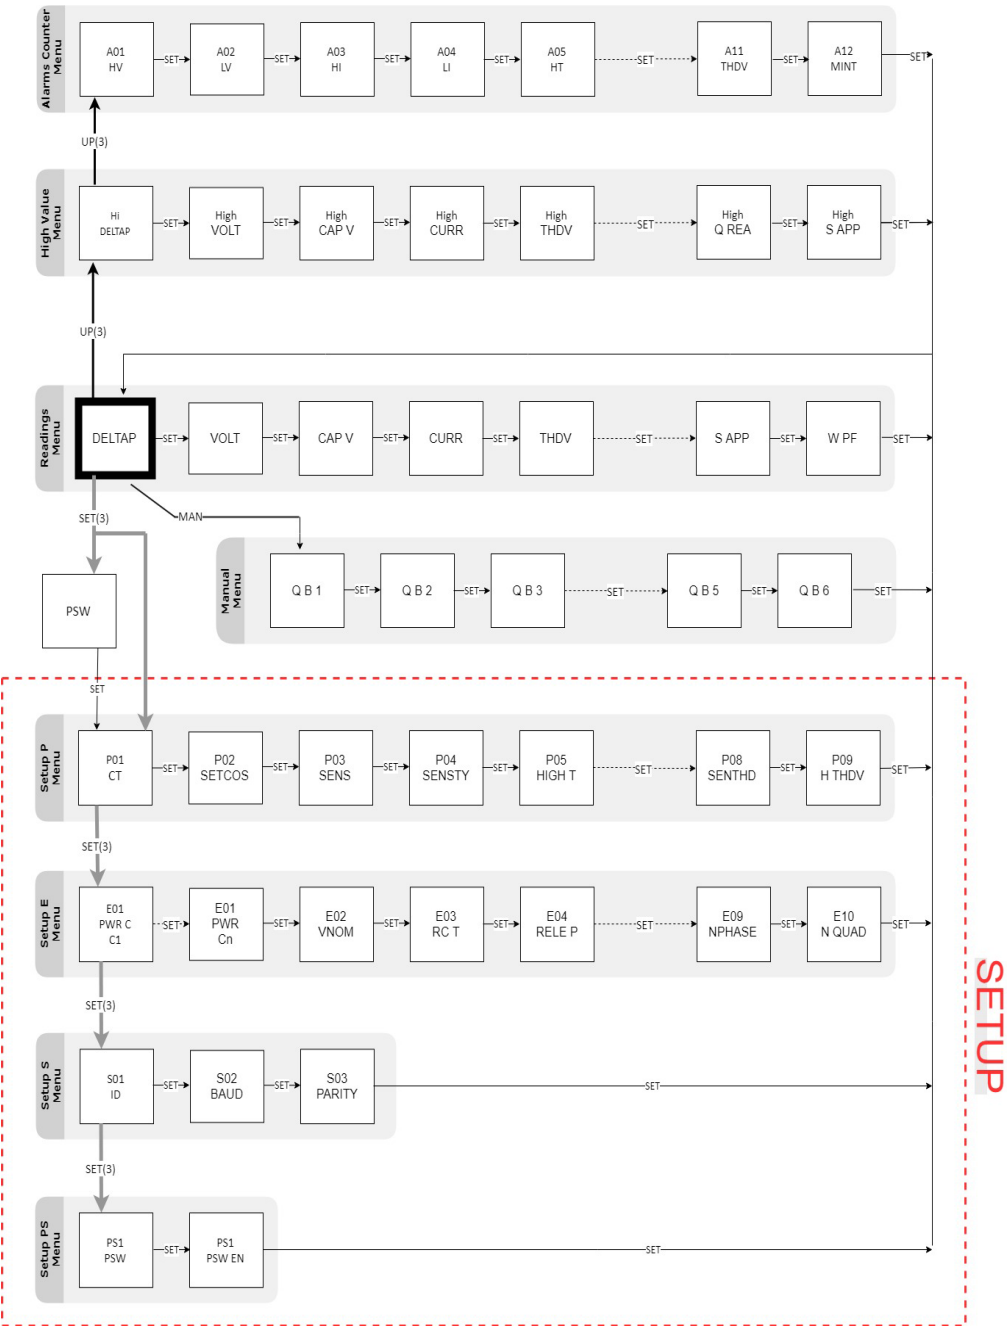 Alarms Counter
Menu
A01
HV
SET
A02
LV
SET
A03
HI
SET
A04
LI
SET
A05
HT
SET
A11
THDV
SET
A12
MINT
SET
UP(3)
High Value
Menu
Hi
DELTAP
SET
High
VOLT
SET
High
CAP V
SET
High
CURR
SET
High
THDV
SET
High
Q REA
SET
High
S APP
SET
UP(3)
Readings
Menu
DELTAP
SET
VOLT
SET
CAP V
SET
CURR
SET
THDV
SET
S APP
SET
W PF
SET
SET(3)
MAN
Manual
Menu
Q B 1
SET
Q B 2
SET
Q B 3
SET
Q B 5
SET
Q B 6
SET
PSW
SET
Setup P
Menu
P01
CT
SET
P02
SETCOS
SET
P03
SENS
SET
P04
SENSTY
SET
P05
HIGH T
SET
P08
SENTHD
SET
P09
H THDV
SET
SET(3)
Setup E
Menu
E01
PWR C
C1
SET
E01
PWR
Cn
SET
E02
VNOM
SET
E03
RC T
SET
E04
RELE P
SET
E09
NPHASE
SET
E10
N QUAD
SET
SET(3)
Setup S
Menu
S01
ID
SET
S02
BAUD
SET
S03
PARITY
SET
SET(3)
Setup PS
Menu
PS1
PSW
SET
PS1
PSW EN
SET
SETUP